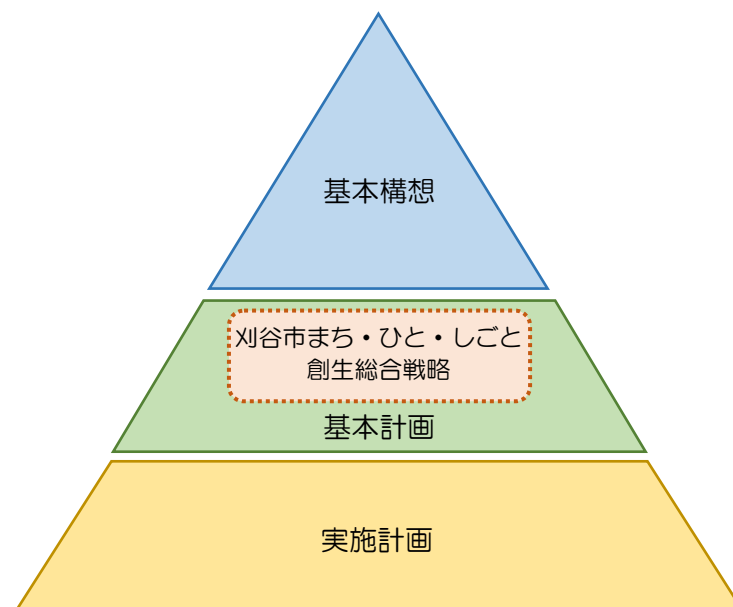 基本構想
刈谷市まち・ひと・しごと
創生総合戦略
基本計画
実施計画